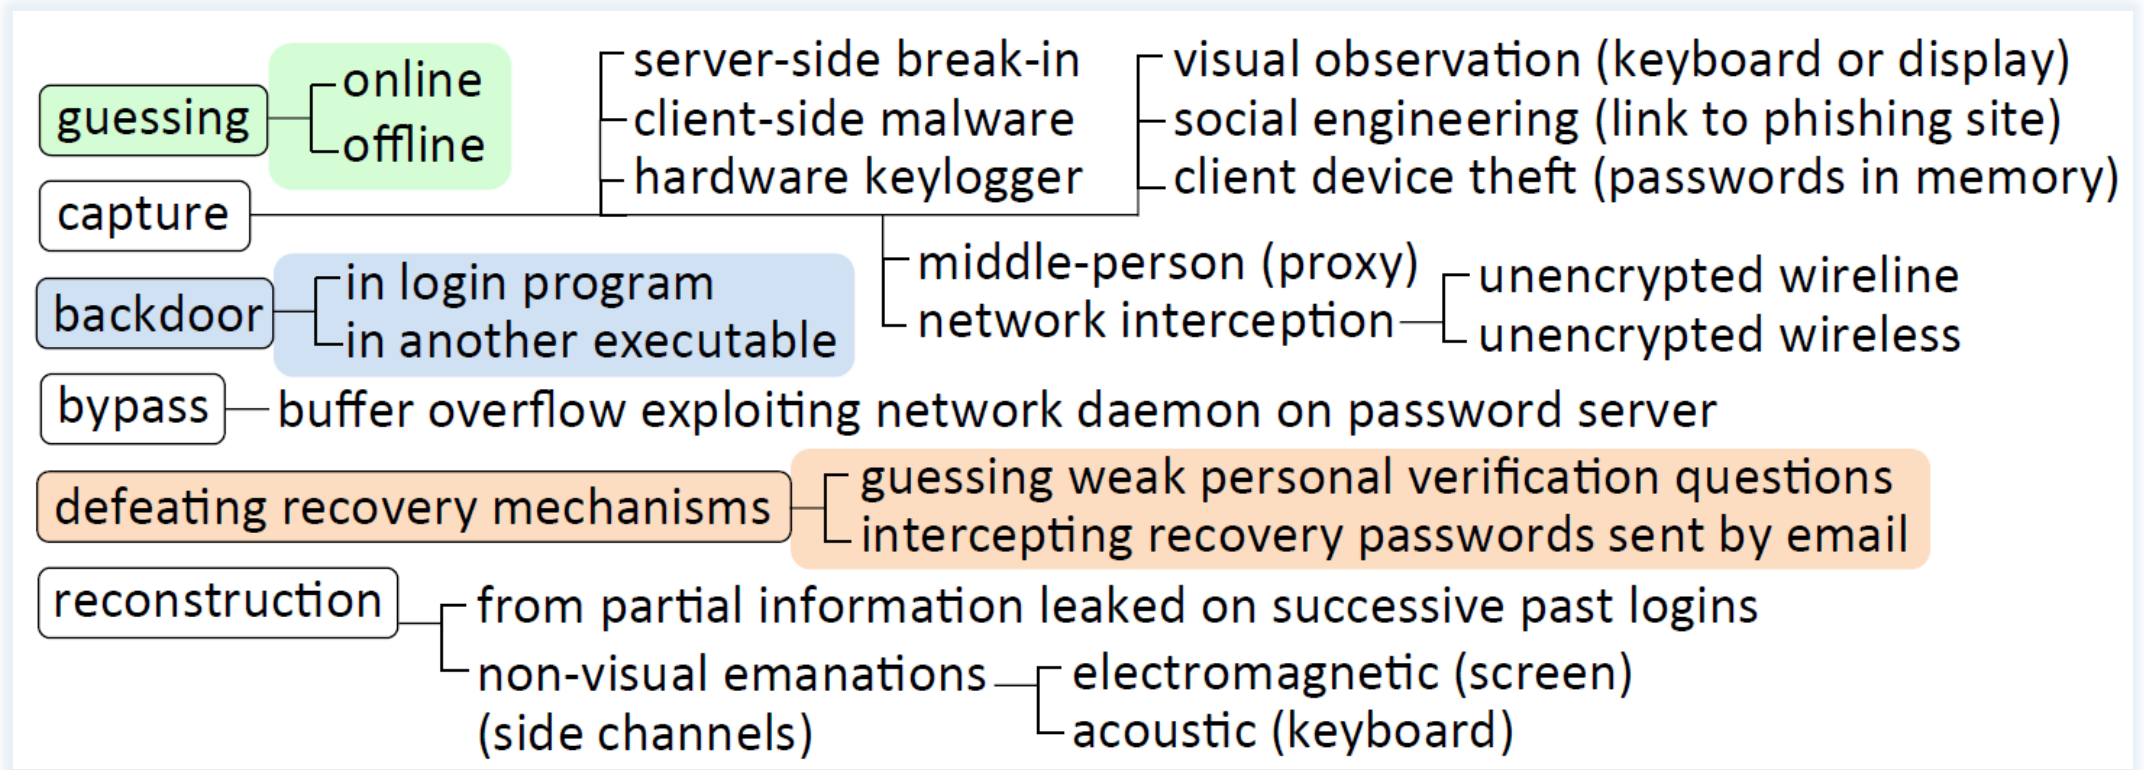 guessing
online
offline
capture
server-side break-in
client-side malware
hardware keylogger
visual observation (keyboard or display)
social engineering (link to phishing site)
client device theft (passwords in memory)
middle-person (proxy)
network interception
unencrypted wireline
unencrypted wireless
backdoor
in login program
in another executable
bypass
buffer overflow exploiting network daemon on password server
defeating recovery mechanisms
guessing weak personal verification questions
intercepting recovery passwords sent by email
reconstruction
from partial information leaked on successive past logins
non-visual emanations
(side channels)
electromagnetic (screen)
acoustic (keyboard)